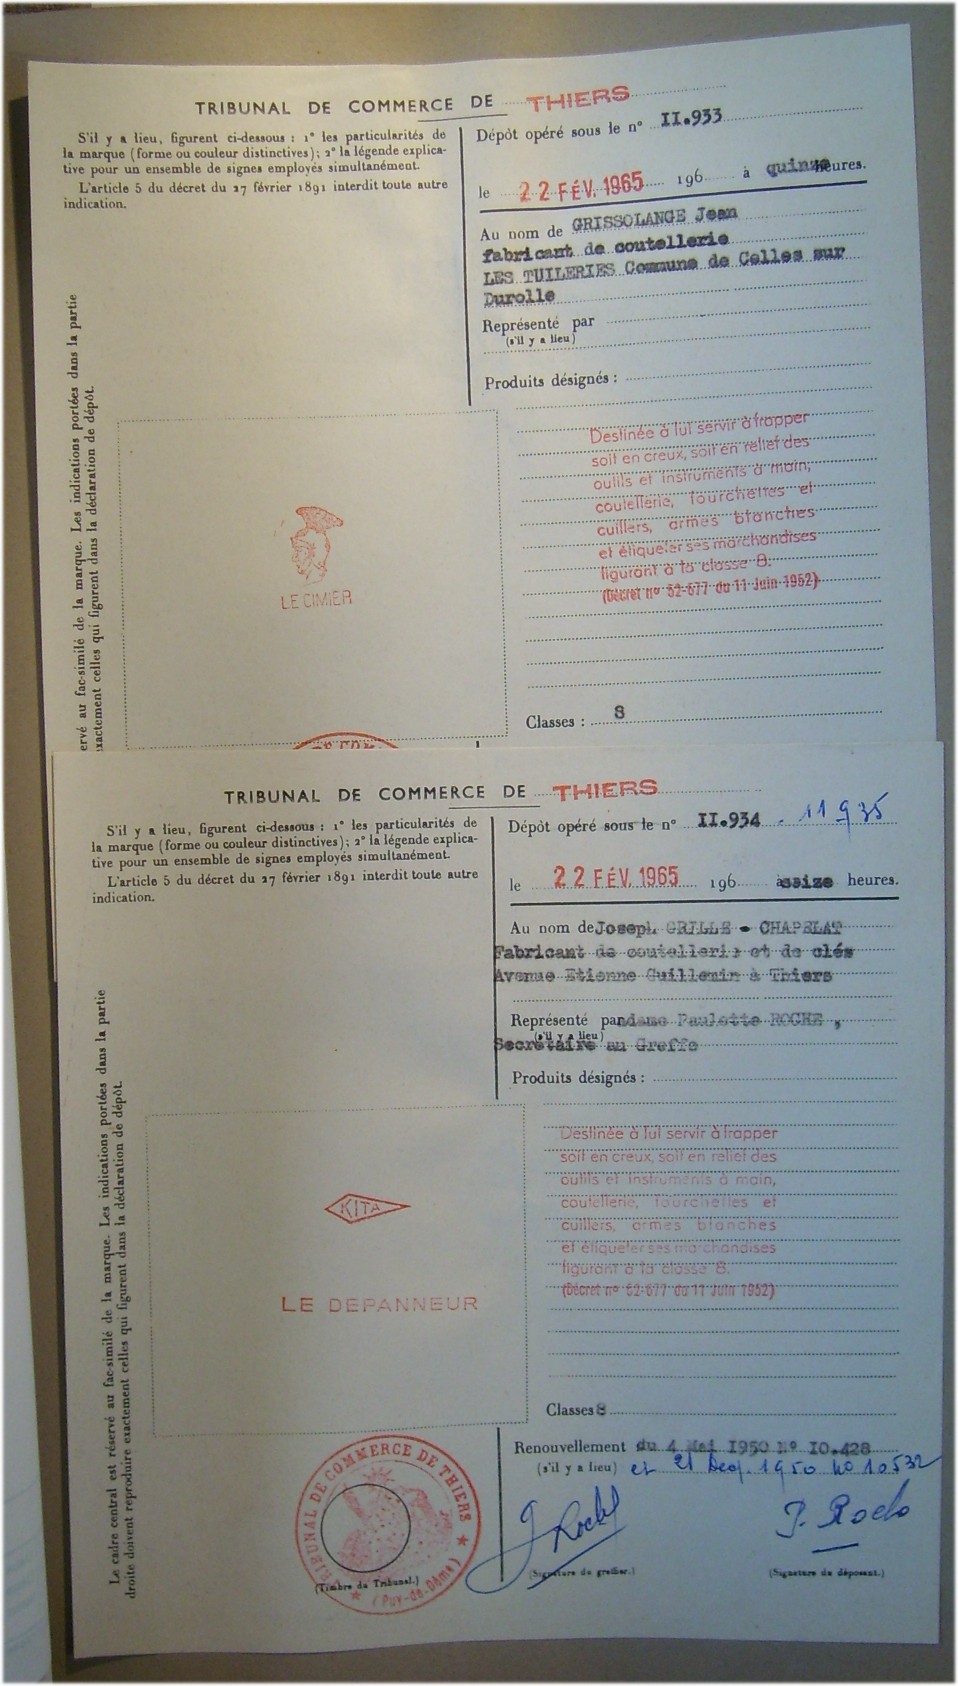 TRIBUNAL DE COMMERCE DE THIERS
S'il y a lieu, figurent ci-dessous : 1° les particularités de
la marque (forme ou couleur distinctives); 2° la légende explica-
tive pour un ensemble de signes employés simultanément.
L'article 5 du décret du 27 février 1891 interdit toute autre
indication.
Dépôt opéré sous le n° II.933
le 22 FÉV. 1965 196 à quinze heures.
Au nom de GRISSOLANGE Jean
fabricant de coutellerie
LES TUILERIES Commune de Celles sur
Durolle
Représenté par
(s'il y a lieu)
Produits désignés :
Destinée à lui servir à frapper
soit en creux, soit en relief des
outils et instruments à main,
coutellerie, fourchettes et
cuillers, armes blanches
et étiqueter ses marchandises
figurant à la classe 8.
(Décret n° 52-677 du 11 Juin 1952)
Classes : 8
LE CIMIER
ervé au fac-similé de la marque. Les indications portées dans la partie
xactement celles qui figurent dans la déclaration de dépôt.
TRIBUNAL DE COMMERCE DE THIERS
S'il y a lieu, figurent ci-dessous : 1° les particularités de
la marque (forme ou couleur distinctives); 2° la légende explica-
tive pour un ensemble de signes employés simultanément.
L'article 5 du décret du 27 février 1891 interdit toute autre
indication.
Dépôt opéré sous le n° II.934 - 11935
le 22 FÉV. 1965 196 à seize heures.
Au nom de Joseph GRILLE - CHAPELAT
Fabricant de coutellerie et de clés
Avenue Etienne Guillemin à Thiers
Représenté par dame Paulette ROCHE,
(s'il y a lieu)
Secrétaire au Greffe
Produits désignés :
Destinée à lui servir à frapper
soit en creux, soit en relief des
outils et instruments à main,
coutellerie, fourchettes et
cuillers, armes blanches
et étiqueter ses marchandises
figurant à la classe 8.
(Décret n° 52-677 du 11 Juin 1952)
Classes 8
KITA
LE DEPANNEUR
Le cadre central est réservé au fac-similé de la marque. Les indications portées dans la partie
droite doivent reproduire exactement celles qui figurent dans la déclaration de dépôt.
Renouvellement du 4 Mai 1950 N° 10.428
(s'il y a lieu) et 21 Dec. 1950 No 10532
TRIBUNAL DE COMMERCE DE THIERS
(Puy-de-Dôme)
(Timbre du Tribunal.)
(Signature du greffier.)
(Signature du déposant.)